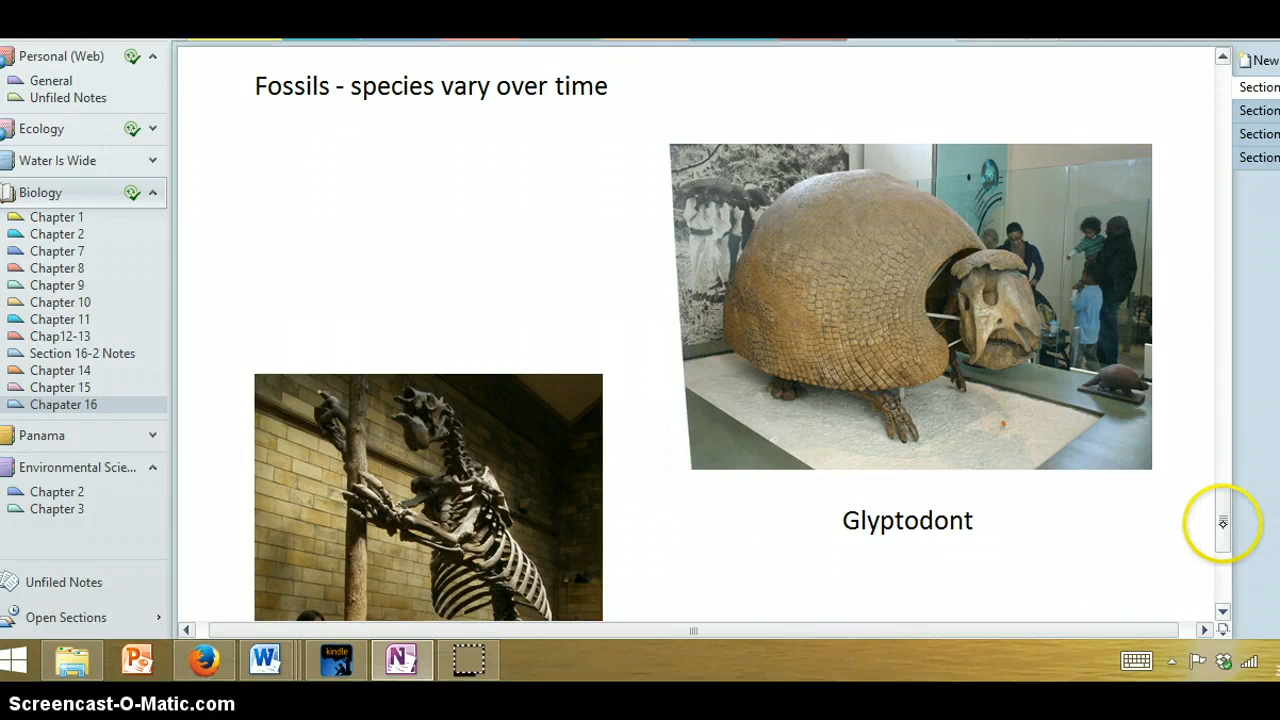 Personal (Web)
General
Unfiled Notes
Ecology
Water Is Wide
Biology
Chapter 1
Chapter 2
Chapter 7
Chapter 8
Chapter 9
Chapter 10
Chapter 11
Chap12-13
Section 16-2 Notes
Chapter 14
Chapter 15
Chapater 16
Panama
Environmental Scie...
Chapter 2
Chapter 3
Unfiled Notes
Open Sections
Fossils - species vary over time
Glyptodont
New
Section
Section
Section
Section
kindle
Screencast-O-Matic.com